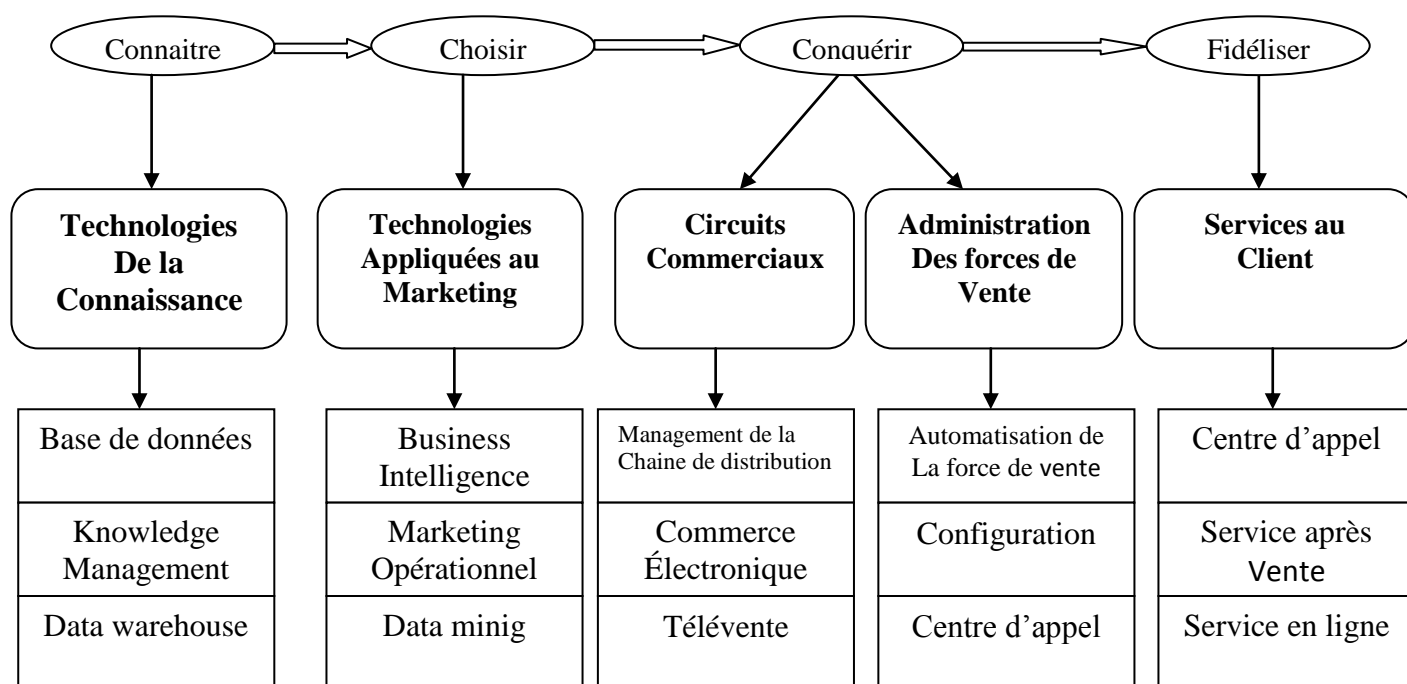 Connaitre
Choisir
Conquérir
Fidéliser
Technologies
De la
Connaissance
Technologies
Appliquées au
Marketing
Circuits
Commerciaux
Administration
Des forces de
Vente
Services au
Client
Base de données
Business
Intelligence
Management de la
Chaine de distribution
Automatisation de
La force de vente
Centre d’appel
Knowledge
Management
Marketing
Opérationnel
Commerce
Électronique
Configuration
Service après
Vente
Data warehouse
Data minig
Télévente
Centre d’appel
Service en ligne